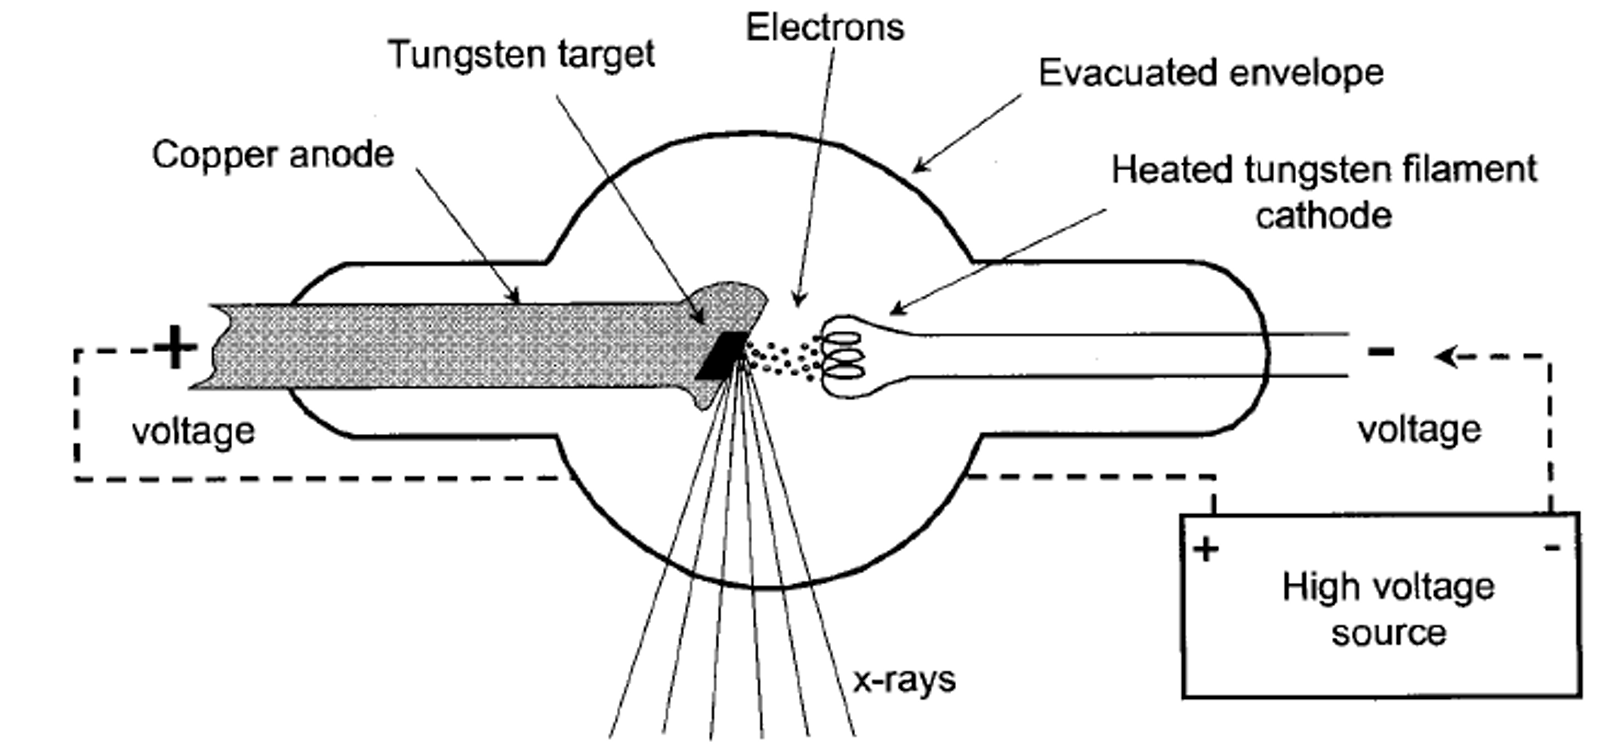 Electrons
Tungsten target
Evacuated envelope
Copper anode
Heated tungsten filament
cathode
+
-
voltage
voltage
+
-
High voltage
source
x-rays